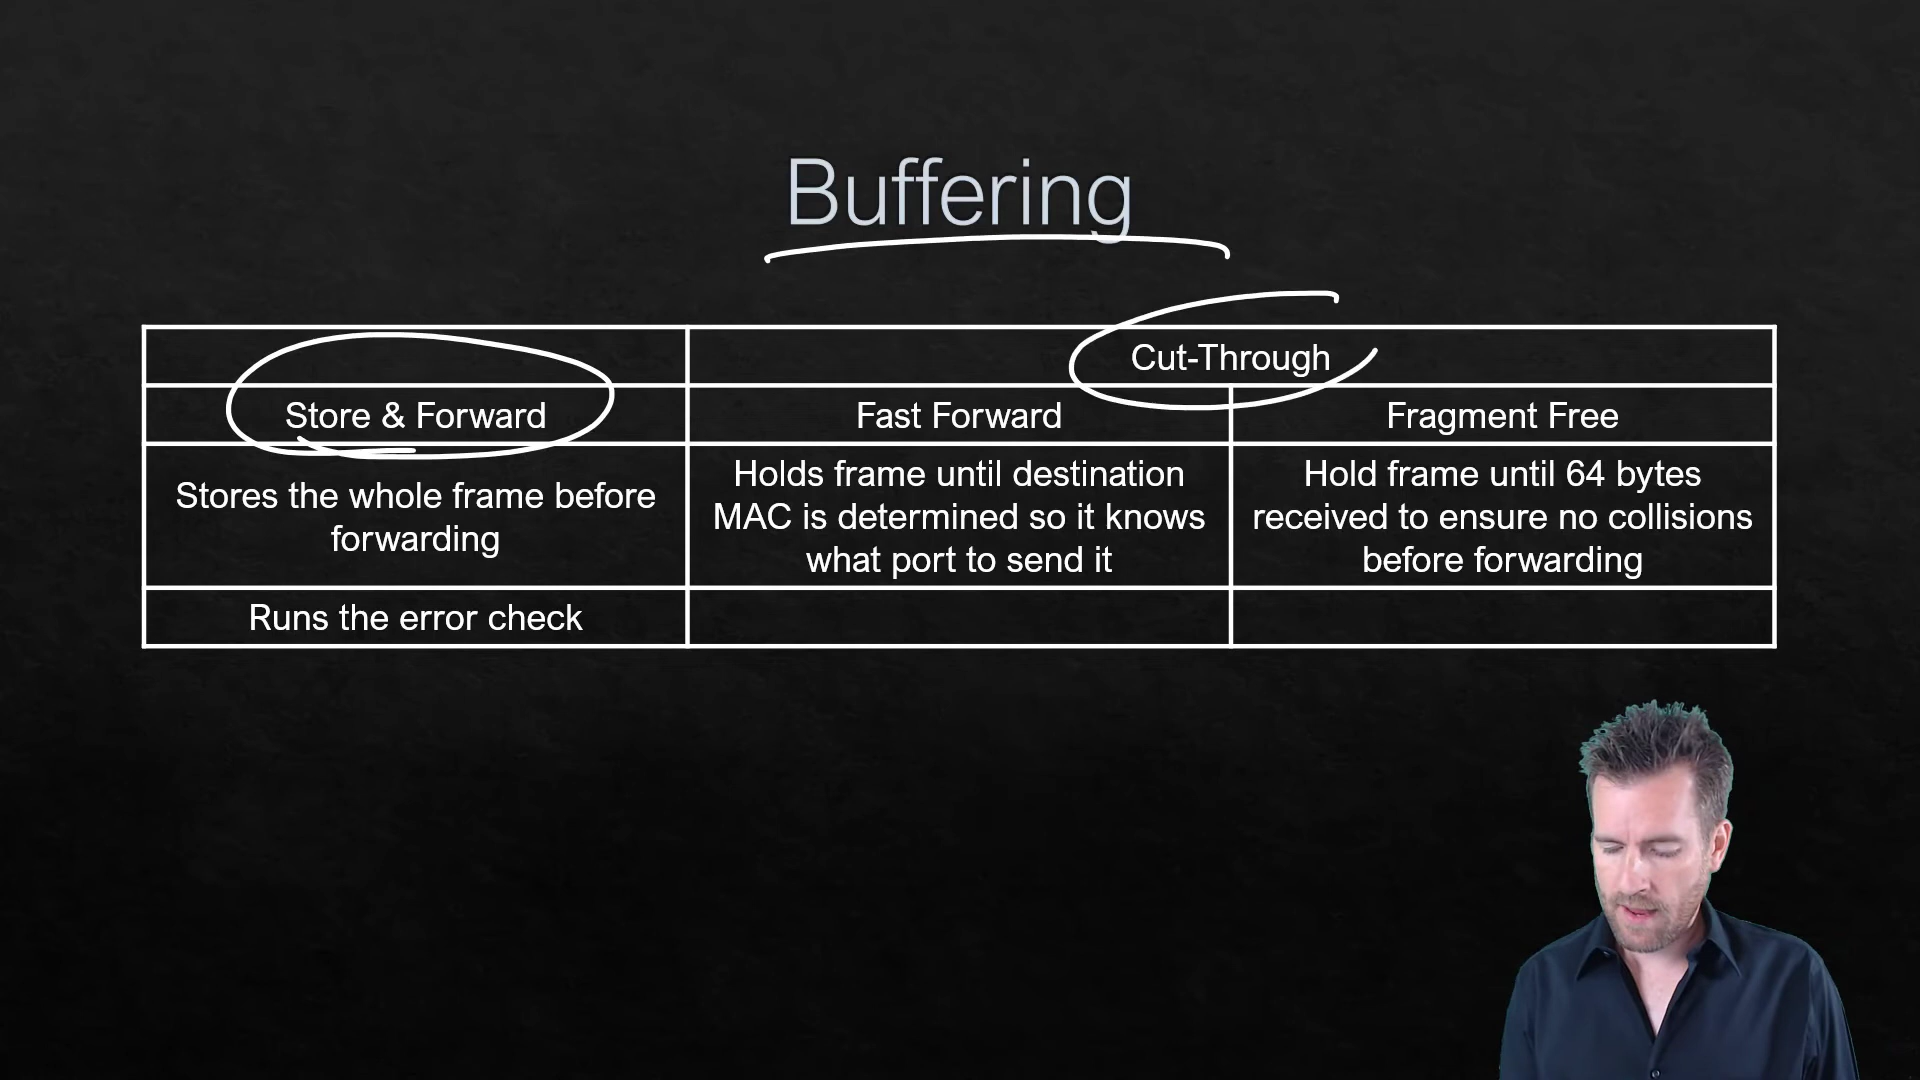 Buffering
Cut-Through
Store & Forward
Fast Forward
Fragment Free
Stores the whole frame before
forwarding
Holds frame until destination
MAC is determined so it knows
what port to send it
Hold frame until 64 bytes
received to ensure no collisions
before forwarding
Runs the error check